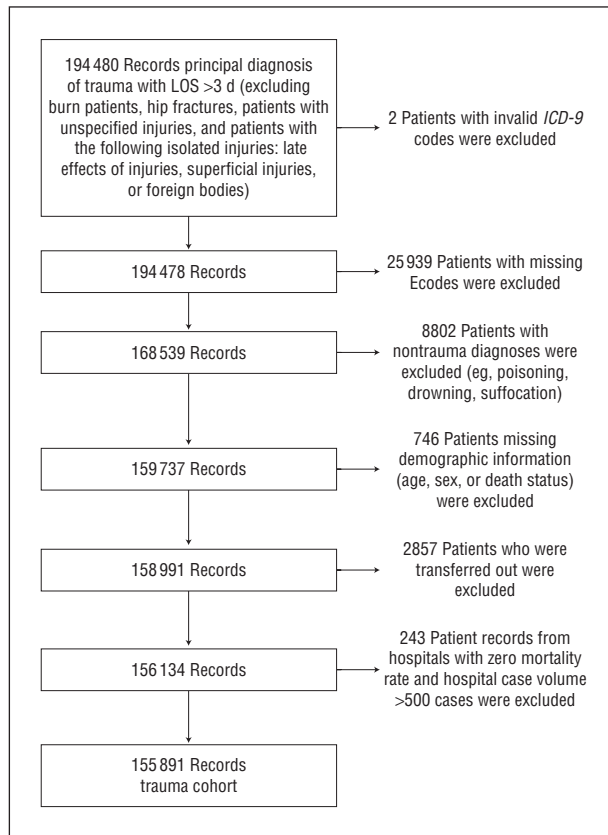 194 480 Records principal diagnosis
of trauma with LOS >3 d (excluding
burn patients, hip fractures, patients with
unspecified injuries, and patients with
the following isolated injuries: late
effects of injuries, superficial injuries,
or foreign bodies)
2 Patients with invalid ICD-9
codes were excluded
194 478 Records
25 939 Patients with missing
Ecodes were excluded
168 539 Records
8802 Patients with
nontrauma diagnoses were
excluded (eg, poisoning,
drowning, suffocation)
159 737 Records
746 Patients missing
demographic information
(age, sex, or death status)
were excluded
158 991 Records
2857 Patients who were
transferred out were
excluded
156 134 Records
243 Patient records from
hospitals with zero mortality
rate and hospital case volume
>500 cases were excluded
155 891 Records
trauma cohort